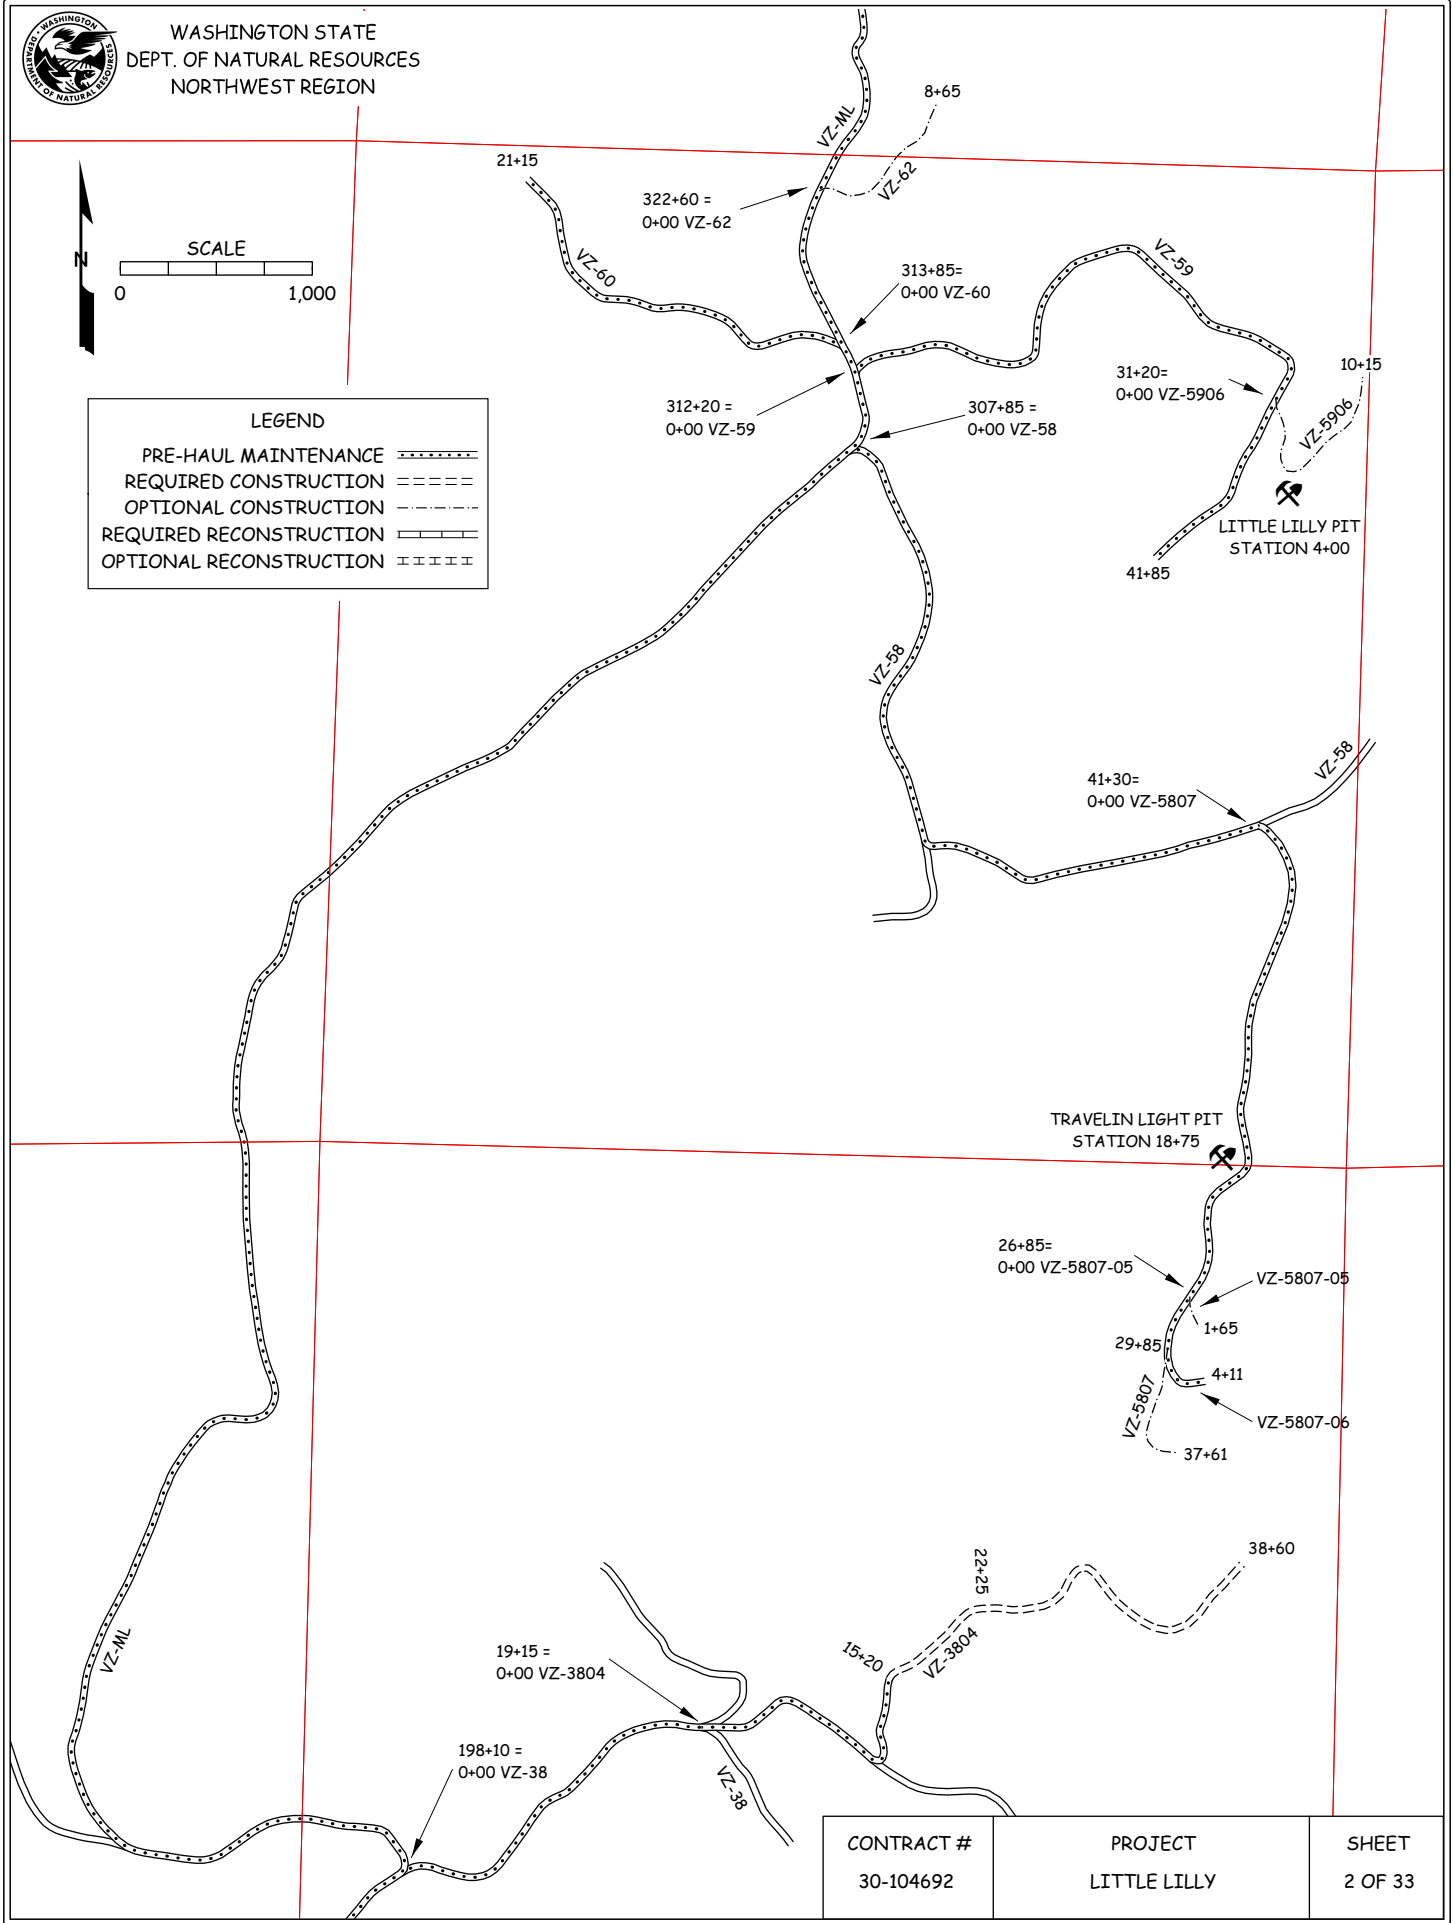 WASHINGTON
DEPARTMENT OF NATURAL RESOURCES
WASHINGTON STATE
DEPT. OF NATURAL RESOURCES
NORTHWEST REGION
8+65
VZ-ML
21+15
VZ-62
322+60 =
0+00 VZ-62
N
SCALE
0 1,000
VZ-60
VZ-59
313+85=
0+00 VZ-60
31+20=
0+00 VZ-5906
10+15
312+20 =
0+00 VZ-59
307+85 =
0+00 VZ-58
VZ-5906
LEGEND
PRE-HAUL MAINTENANCE
REQUIRED CONSTRUCTION
OPTIONAL CONSTRUCTION
REQUIRED RECONSTRUCTION
OPTIONAL RECONSTRUCTION
LITTLE LILLY PIT
STATION 4+00
41+85
VZ-58
VZ-58
41+30=
0+00 VZ-5807
TRAVELIN LIGHT PIT
STATION 18+75
26+85=
0+00 VZ-5807-05
VZ-5807-05
1+65
29+85
4+11
VZ-5807
VZ-5807-06
37+61
38+60
22+25
VZ-ML
19+15 =
0+00 VZ-3804
15+20
VZ-3804
198+10 =
0+00 VZ-38
VZ-38
CONTRACT #
30-104692
PROJECT
LITTLE LILLY
SHEET
2 OF 33